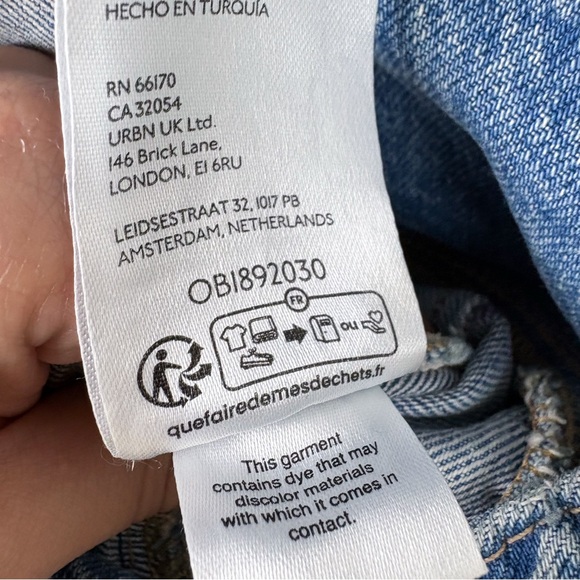 HECHO EN TURQUÍA
RN 66170
CA 32054
URBN UK Ltd.
146 Brick Lane,
LONDON, E1 6RU
LEIDSESTRAAT 32, 1017 PB
AMSTERDAM, NETHERLANDS
OB1892030
FR
ou
quefairedemesdechets.fr
This garment
contains dye that may
discolor materials
with which it comes in
contact.